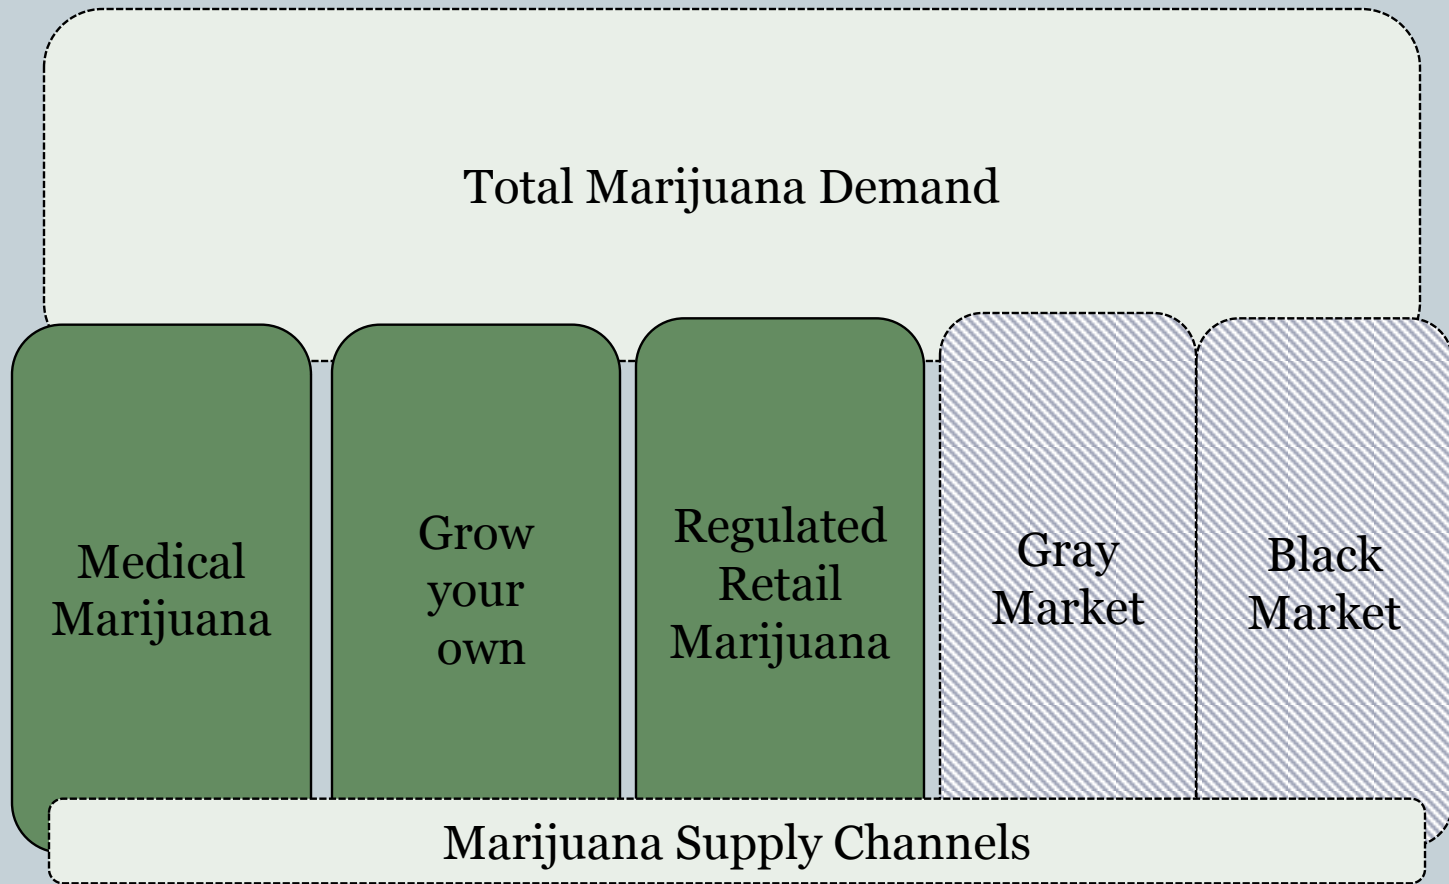 Total Marijuana Demand
Medical
Marijuana
Grow
your
own
Regulated
Retail
Marijuana
Gray
Market
Black
Market
Marijuana Supply Channels